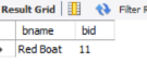 Result Grid Filter R
bname bid
Red Boat 11